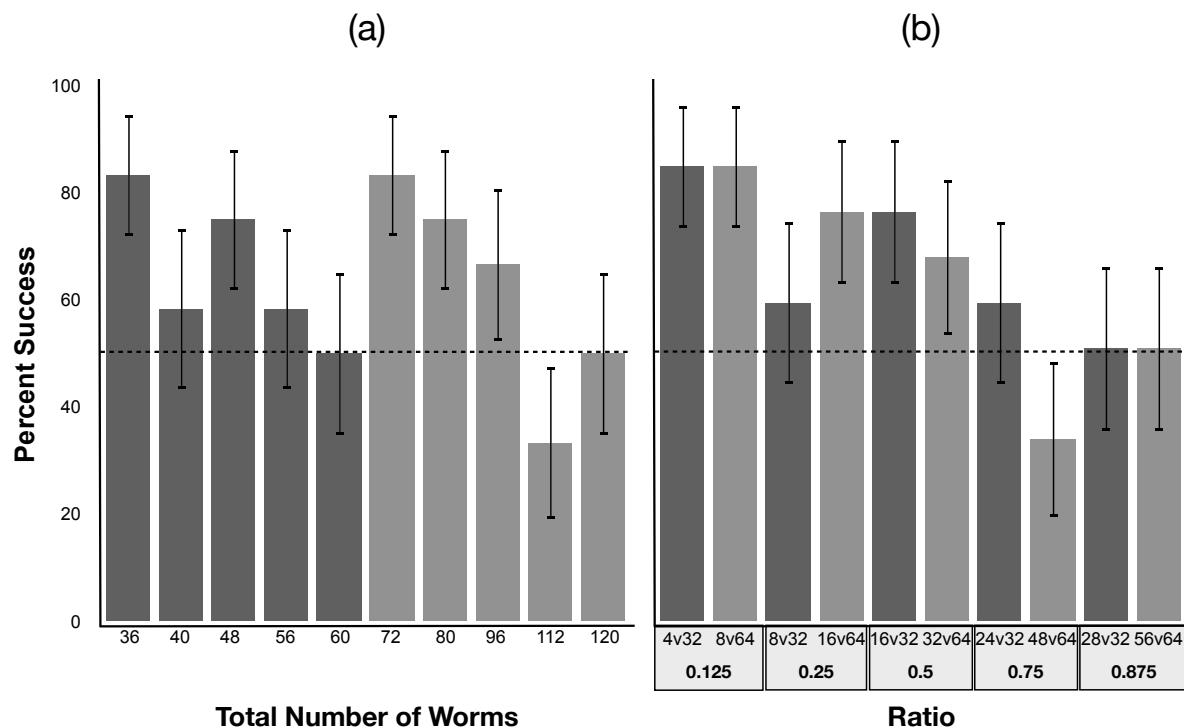 (a)
(b)
Percent Success
100
80
60
40
20
0
36 40 48 56 60 72 80 96 112 120
Total Number of Worms
4v32 8v64 8v32 16v64 16v32 32v64 24v32 48v64 28v32 56v64
0.125 0.25 0.5 0.75 0.875
Ratio